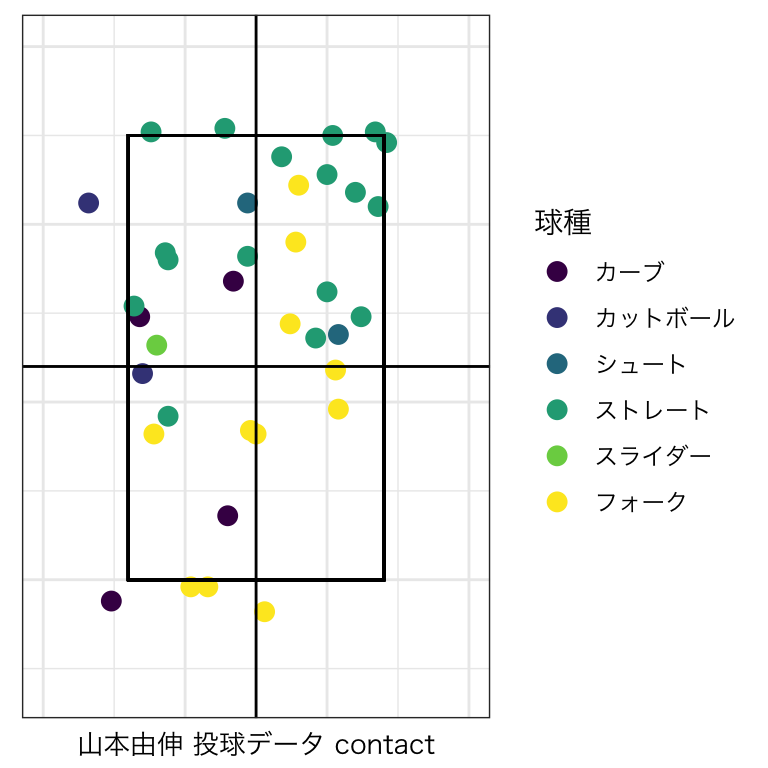 球種
カーブ
カットボール
シュート
ストレート
スライダー
フォーク
山本由伸 投球データ contact